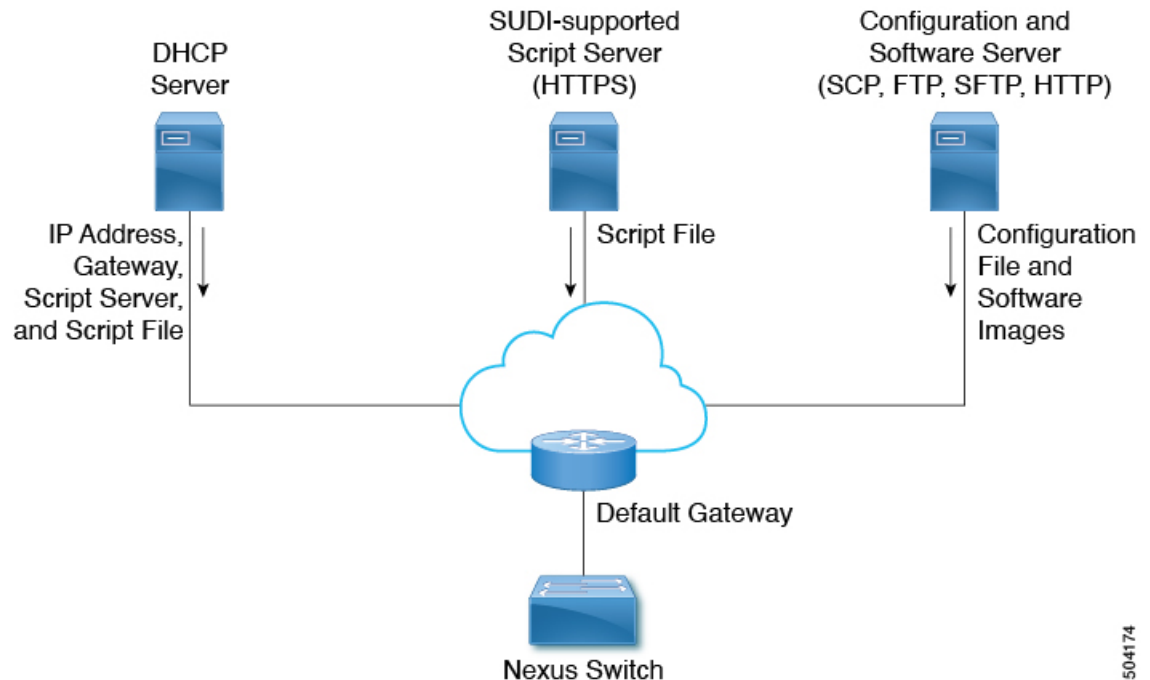 DHCP
Server
SUDI-supported
Script Server
(HTTPS)
Configuration and
Software Server
(SCP, FTP, SFTP, HTTP)
IP Address,
Gateway,
Script Server,
and Script File
Script File
Configuration
File and
Software
Images
Default Gateway
Nexus Switch
504174